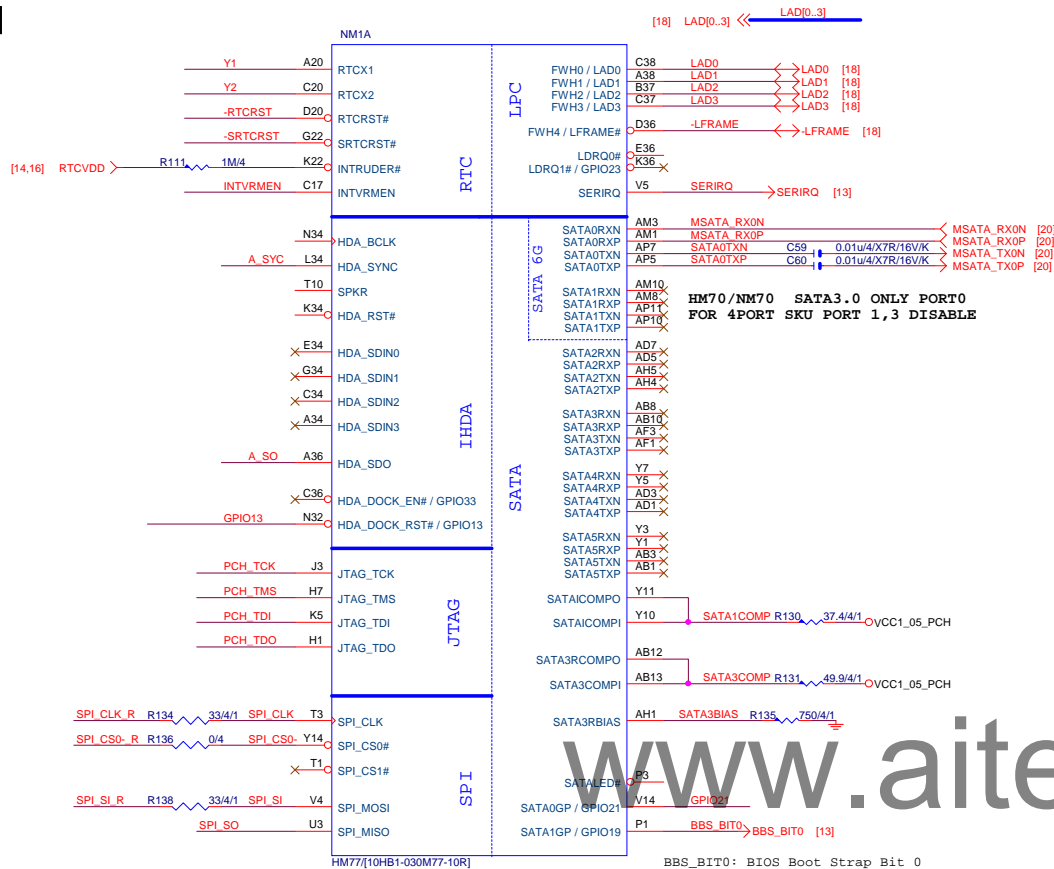 LAD[0..3]
[18] LAD[0..3]
NM1A
Y1 A20 RTCX1 FWH0 / LAD0 C38 LAD0 LAD0 [18]
FWH1 / LAD1 A38 LAD1 LAD1 [18]
Y2 C20 RTCX2 FWH2 / LAD2 B37 LAD2 LAD2 [18]
FWH3 / LAD3 C37 LAD3 LAD3 [18]
LPC
-RTCRST D20 RTCRST#
FWH4 / LFRAME# D36 -LFRAME -LFRAME [18]
-SRTCRST G22 SRTCRST#
LDRQ0# E36
[14,16] RTCVDD R111 1M/4 K22 INTRUDER# LDRQ1# / GPIO23 K36
RTC
INTVRMEN C17 INTVRMEN SERIRQ V5 SERIRQ SERIRQ [13]
SATA0RXN AM3 MSATA_RX0N MSATA_RX0N [20]
N34 HDA_BCLK SATA0RXP AM1 MSATA_RX0P MSATA_RX0P [20]
SATA0TXN AP7 SATA0TXN C59 0.01u/4/X7R/16V/K MSATA_TX0N [20]
A_SYC L34 HDA_SYNC SATA0TXP AP5 SATA0TXP C60 0.01u/4/X7R/16V/K MSATA_TX0P [20]
SATA 6G
T10 SPKR SATA1RXN AM10
SATA1RXP AM8 HM70/NM70 SATA3.0 ONLY PORT0
K34 HDA_RST# SATA1TXN AP11 FOR 4PORT SKU PORT 1,3 DISABLE
SATA1TXP AP10
E34 HDA_SDIN0 SATA2RXN AD7
SATA2RXP AD5
G34 HDA_SDIN1 SATA2TXN AH5
SATA2TXP AH4
C34 HDA_SDIN2 SATA3RXN AB8
IHDA
A34 HDA_SDIN3 SATA3RXP AB10
SATA3TXN AF3
SATA3TXP AF1
A_SO A36 HDA_SDO
SATA
SATA4RXN Y7
SATA4RXP Y5
C36 HDA_DOCK_EN# / GPIO33 SATA4TXN AD3
SATA4TXP AD1
GPIO13 N32 HDA_DOCK_RST# / GPIO13
SATA5RXN Y3
SATA5RXP Y1
SATA5TXN AB3
PCH_TCK J3 JTAG_TCK SATA5TXP AB1
PCH_TMS H7 JTAG_TMS SATAICOMPO Y11
JTAG
PCH_TDI K5 JTAG_TDI SATAICOMPI Y10 SATA1COMP R130 37.4/4/1 VCC1_05_PCH
PCH_TDO H1 JTAG_TDO
SATA3RCOMPO AB12
SATA3COMPI AB13 SATA3COMP R131 49.9/4/1 VCC1_05_PCH
SPI_CLK_R R134 33/4/1 SPI_CLK T3 SPI_CLK SATA3RBIAS AH1 SATA3BIAS R135 750/4/1
SPI_CS0-_R R136 0/4 SPI_CS0- Y14 SPI_CS0#
T1 SPI_CS1# SATALED# P3
SPI
SPI_SI_R R138 33/4/1 SPI_SI V4 SPI_MOSI SATA0GP / GPIO21 V14 GPIO21
SPI_SO U3 SPI_MISO SATA1GP / GPIO19 P1 BBS_BIT0 BBS_BIT0 [13]
www.aite
HM77/[10HB1-030M77-10R] BBS_BIT0: BIOS Boot Strap Bit 0